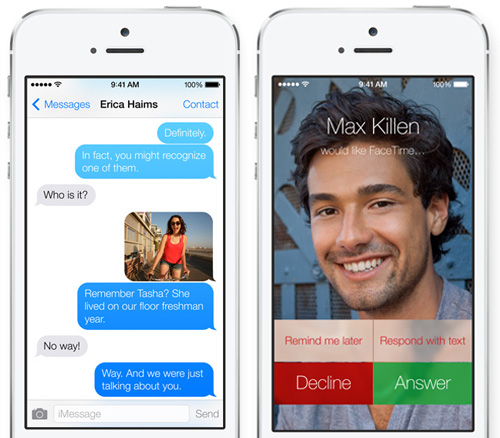 9:41 AM 100%
Messages Erica Haims Contact
Definitely.
In fact, you might recognize
one of them.
Who is it?
Remember Tasha? She
lived on our floor freshman
year.
No way!
Way. And we were just
talking about you.
iMessage Send
9:41 AM 100%
Max Killen
would like FaceTime...
Remind me later Respond with text
Decline Answer